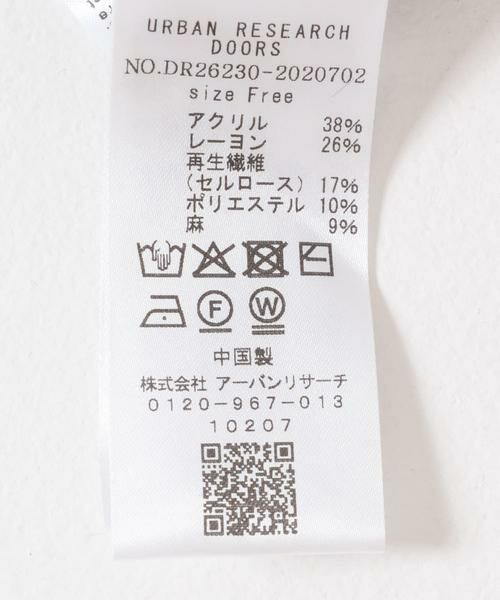 URBAN RESEARCH
DOORS
NO.DR26230-2020702
size Free
アクリル 38%
レーヨン 26%
再生繊維
(セルロース) 17%
ポリエステル 10%
麻 9%
F W
中国製
株式会社 アーバンリサーチ
0120-967-013
10207